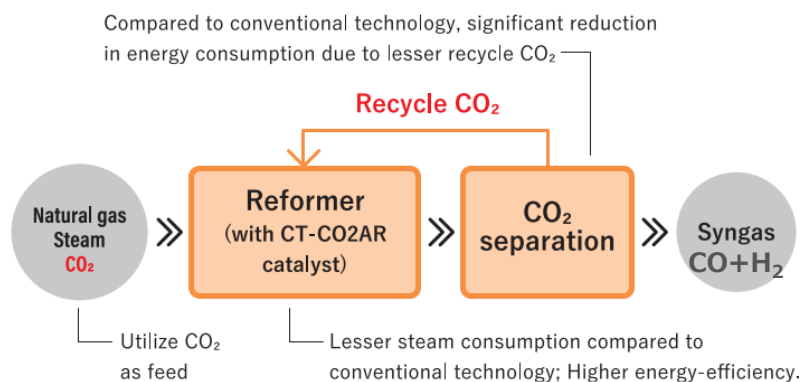 Compared to conventional technology, significant reduction
in energy consumption due to lesser recycle CO₂
Recycle CO₂
Natural gas
Steam
CO₂
Reformer
(with CT-CO2AR
catalyst)
CO₂
separation
Syngas
CO+H₂
Utilize CO₂
as feed
Lesser steam consumption compared to
conventional technology; Higher energy-efficiency.